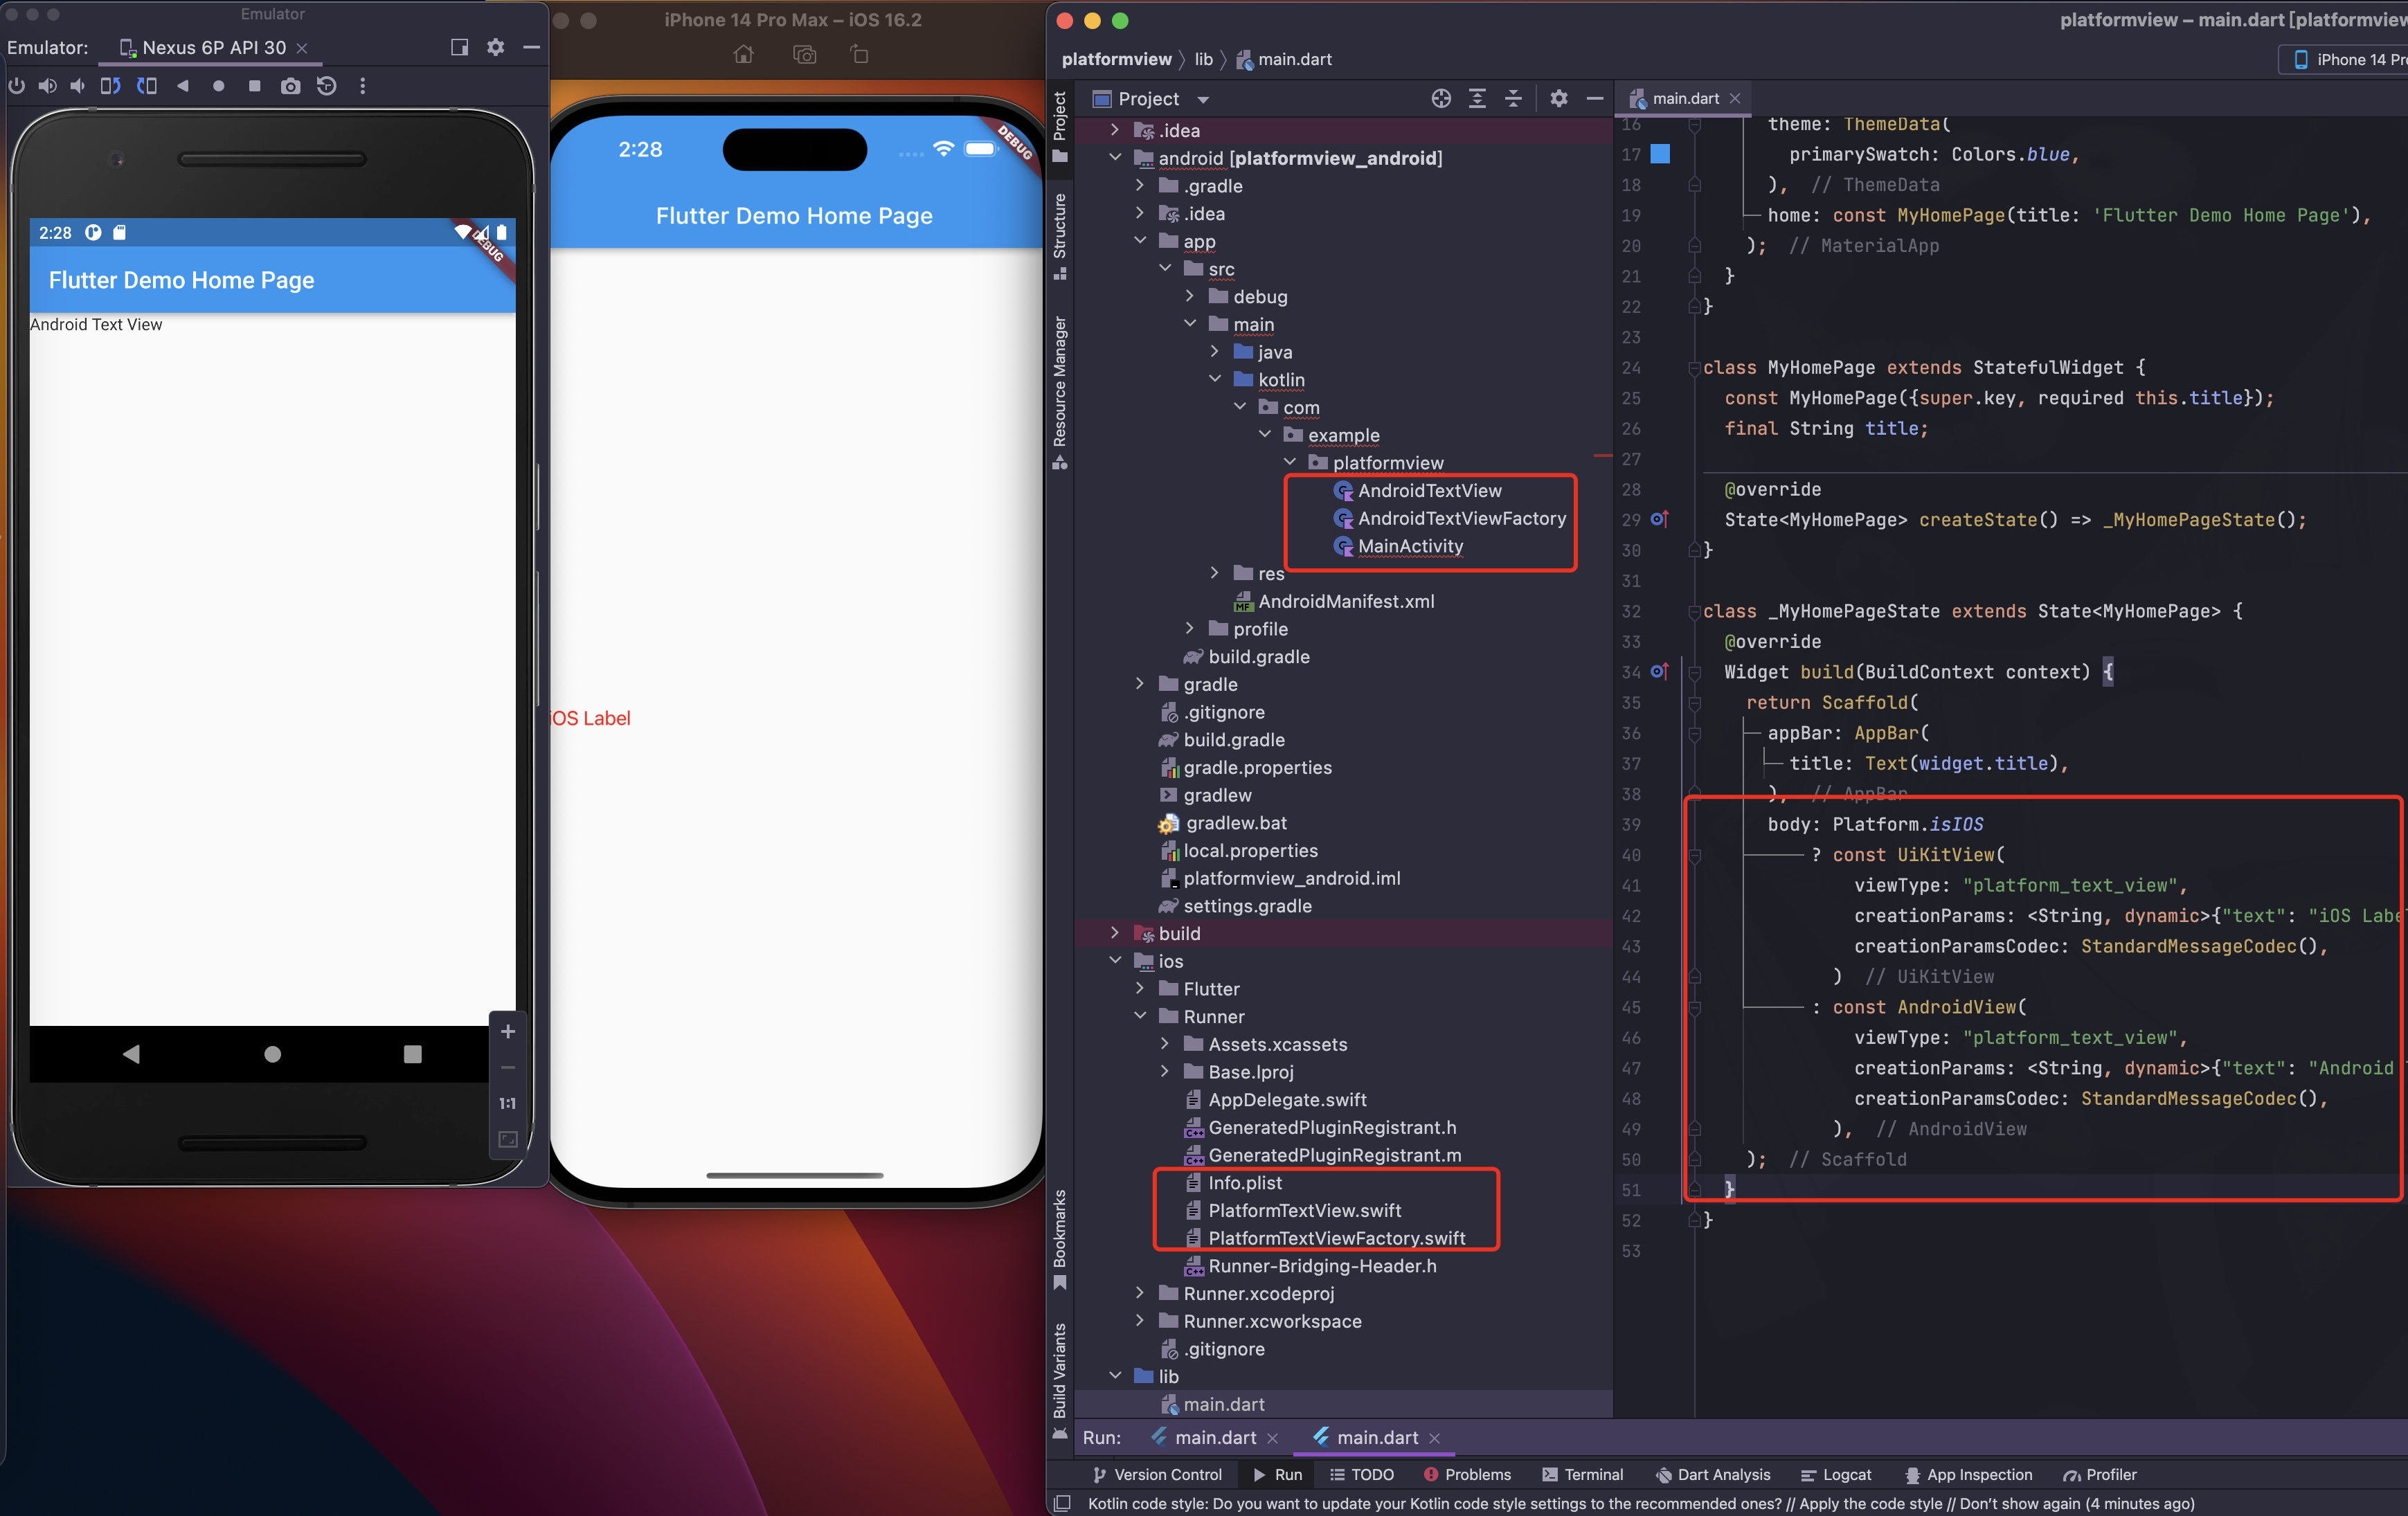 Emulator
Emulator:
Nexus 6P API 30
2:28
DEBUG
Flutter Demo Home Page
Android Text View
1:1
iPhone 14 Pro Max – iOS 16.2
2:28
DEBUG
Flutter Demo Home Page
iOS Label
platformview – main.dart [platformview
platformview
lib
main.dart
iPhone 14 Pro
Project
Structure
Resource Manager
Bookmarks
Build Variants
Project
.idea
android [platformview_android]
.gradle
.idea
app
src
debug
main
java
kotlin
com
example
platformview
AndroidTextView
AndroidTextViewFactory
MainActivity
res
MF AndroidManifest.xml
profile
build.gradle
gradle
.gitignore
build.gradle
gradle.properties
gradlew
gradlew.bat
local.properties
platformview_android.iml
settings.gradle
build
ios
Flutter
Runner
Assets.xcassets
Base.lproj
AppDelegate.swift
C++ GeneratedPluginRegistrant.h
C++ GeneratedPluginRegistrant.m
Info.plist
PlatformTextView.swift
PlatformTextViewFactory.swift
C++ Runner-Bridging-Header.h
Runner.xcodeproj
Runner.xcworkspace
.gitignore
lib
main.dart
main.dart
16 theme: ThemeData(
17 primarySwatch: Colors.blue,
18 ), // ThemeData
19 home: const MyHomePage(title: 'Flutter Demo Home Page'),
20 ); // MaterialApp
21 }
22 }
23
24 class MyHomePage extends StatefulWidget {
25 const MyHomePage({super.key, required this.title});
26 final String title;
27
28 @override
29 State<MyHomePage> createState() => _MyHomePageState();
30 }
31
32 class _MyHomePageState extends State<MyHomePage> {
33 @override
34 Widget build(BuildContext context) {
35 return Scaffold(
36 appBar: AppBar(
37 title: Text(widget.title),
38 ), // AppBar
39 body: Platform.isIOS
40 ? const UiKitView(
41 viewType: "platform_text_view",
42 creationParams: <String, dynamic>{"text": "iOS Labe
43 creationParamsCodec: StandardMessageCodec(),
44 ) // UiKitView
45 : const AndroidView(
46 viewType: "platform_text_view",
47 creationParams: <String, dynamic>{"text": "Android
48 creationParamsCodec: StandardMessageCodec(),
49 ), // AndroidView
50 ); // Scaffold
51 }
52 }
53
Run:
main.dart
main.dart
Version Control
Run
TODO
Problems
Terminal
Dart Analysis
Logcat
App Inspection
Profiler
Kotlin code style: Do you want to update your Kotlin code style settings to the recommended ones? // Apply the code style // Don't show again (4 minutes ago)